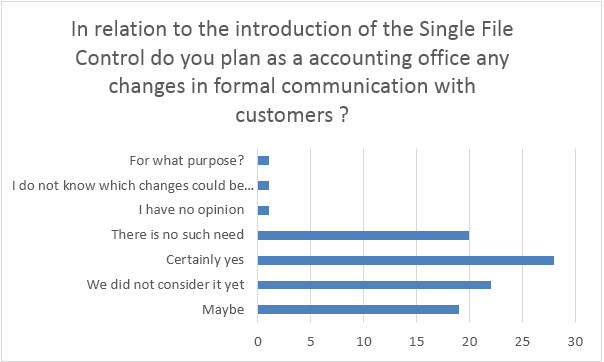 In relation to the introduction of the Single File
Control do you plan as a accounting office any
changes in formal communication with
customers ?
For what purpose?
I do not know which changes could be...
I have no opinion
There is no such need
Certainly yes
We did not consider it yet
Maybe
0 5 10 15 20 25 30